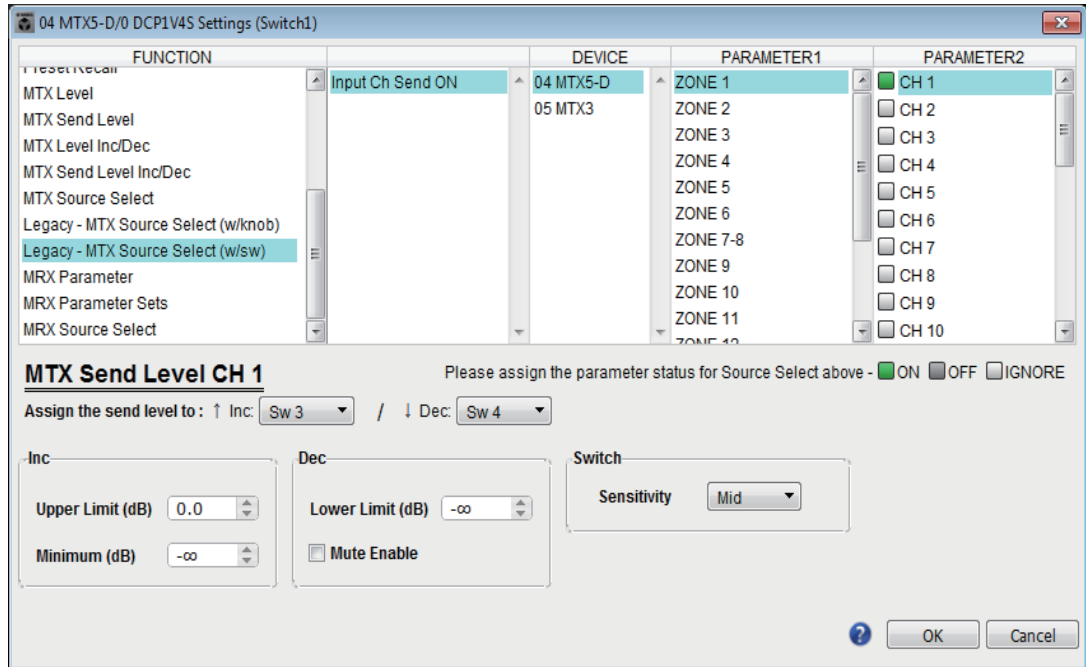 04 MTX5-D/0 DCP1V4S Settings (Switch1)
FUNCTION
DEVICE
PARAMETER1
PARAMETER2
Preset Recall
MTX Level
MTX Send Level
MTX Level Inc/Dec
MTX Send Level Inc/Dec
MTX Source Select
Legacy - MTX Source Select (w/knob)
Legacy - MTX Source Select (w/sw)
MRX Parameter
MRX Parameter Sets
MRX Source Select
Input Ch Send ON
04 MTX5-D
05 MTX3
ZONE 1
ZONE 2
ZONE 3
ZONE 4
ZONE 5
ZONE 6
ZONE 7-8
ZONE 9
ZONE 10
ZONE 11
ZONE 12
CH 1
CH 2
CH 3
CH 4
CH 5
CH 6
CH 7
CH 8
CH 9
CH 10
MTX Send Level CH 1
Please assign the parameter status for Source Select above - ON OFF IGNORE
Assign the send level to : ↑ Inc: Sw 3 / ↓ Dec: Sw 4
Inc
Upper Limit (dB) 0.0
Minimum (dB) -∞
Dec
Lower Limit (dB) -∞
Mute Enable
Switch
Sensitivity Mid
? OK Cancel